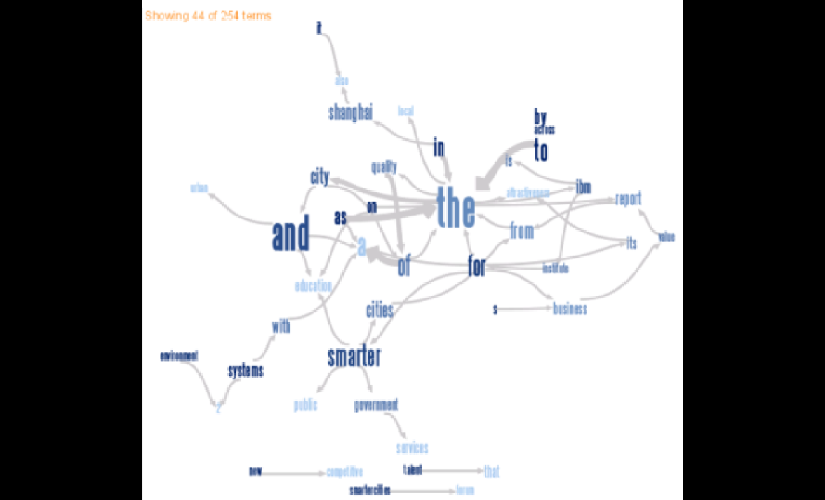 Showing 44 of 254 terms
it
also
shanghai
local
by
across
in
to
quality
is
city
urban
ibm
attractiveness
report
as
on
the
and
a
from
its
value
of
for
institute
education
cities
s
business
with
smarter
environment
systems
2
public
government
services
new
competitive
talent
that
smartercities